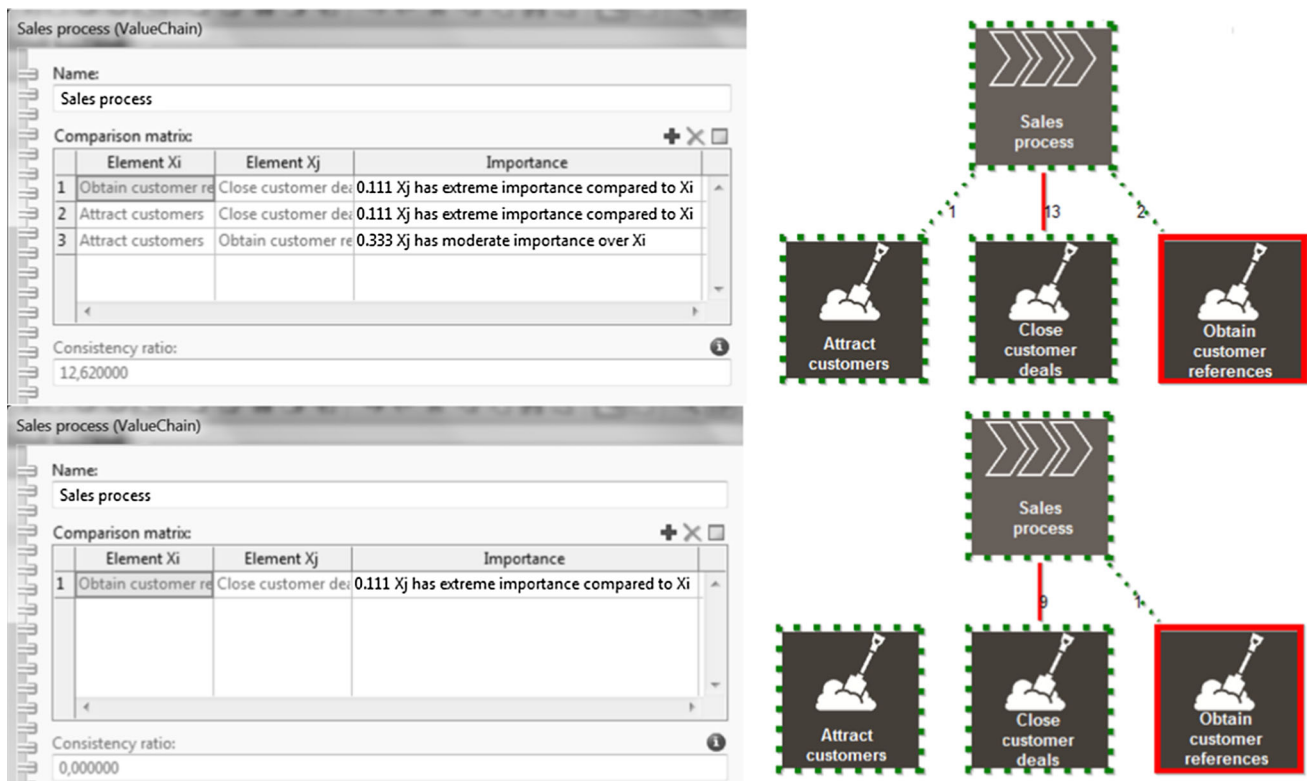 Sales process (ValueChain)
Name:
Sales process
Comparison matrix:
Element Xi Element Xj Importance
1 Obtain customer re Close customer dea 0.111 Xj has extreme importance compared to Xi
2 Attract customers Close customer dea 0.111 Xj has extreme importance compared to Xi
3 Attract customers Obtain customer re 0.333 Xj has moderate importance over Xi
Consistency ratio:
12,620000
Sales
process
1 13 2
Attract
customers
Close
customer
deals
Obtain
customer
references
Sales process (ValueChain)
Name:
Sales process
Comparison matrix:
Element Xi Element Xj Importance
1 Obtain customer re Close customer dea 0.111 Xj has extreme importance compared to Xi
Consistency ratio:
0,000000
Sales
process
9 1
Attract
customers
Close
customer
deals
Obtain
customer
references